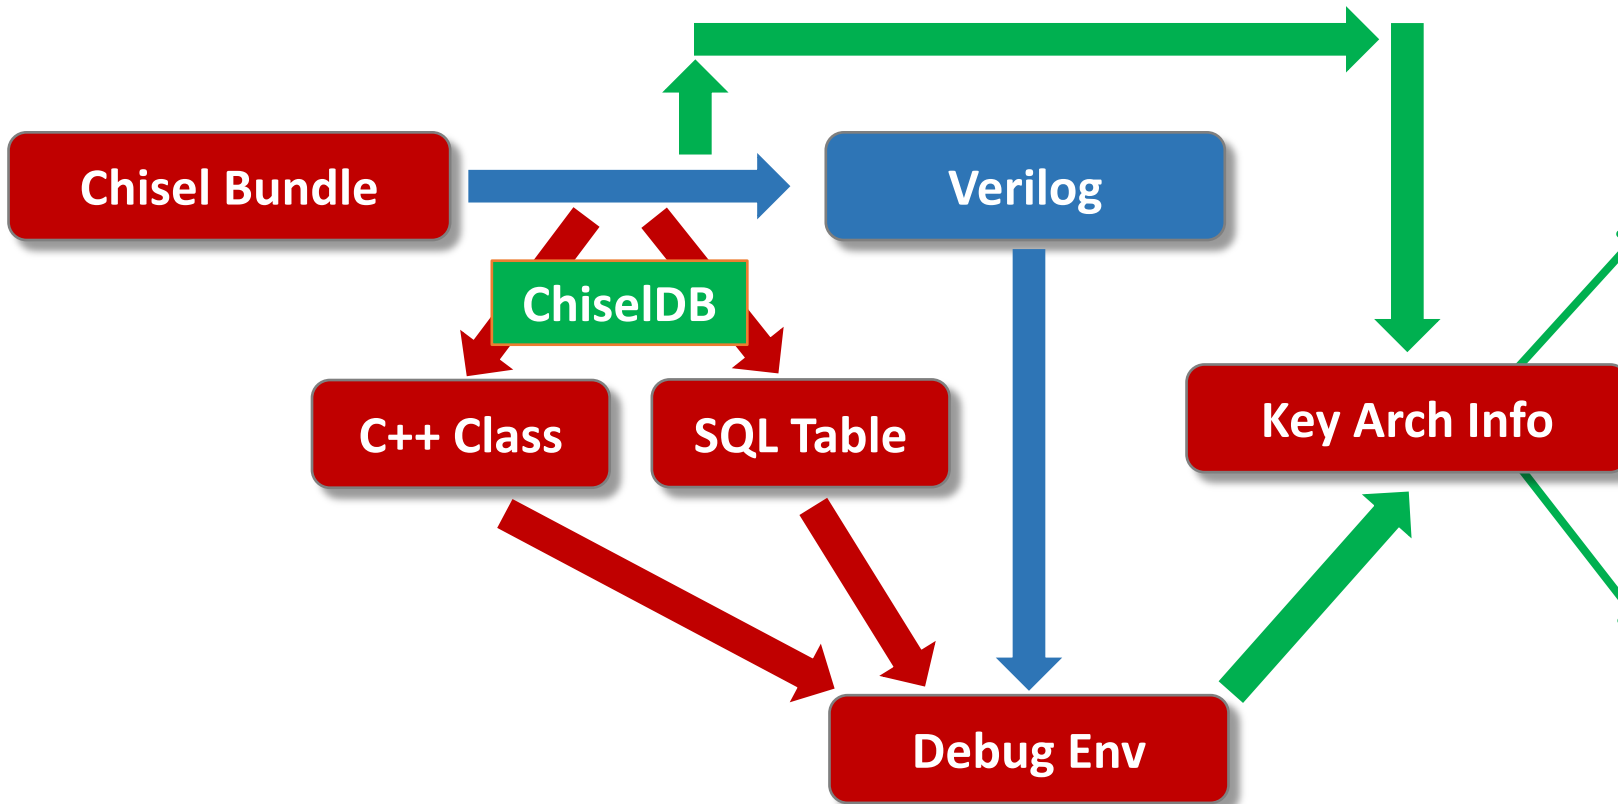 Chisel Bundle
Verilog
ChiselDB
C++ Class
SQL Table
Key Arch Info
Debug Env